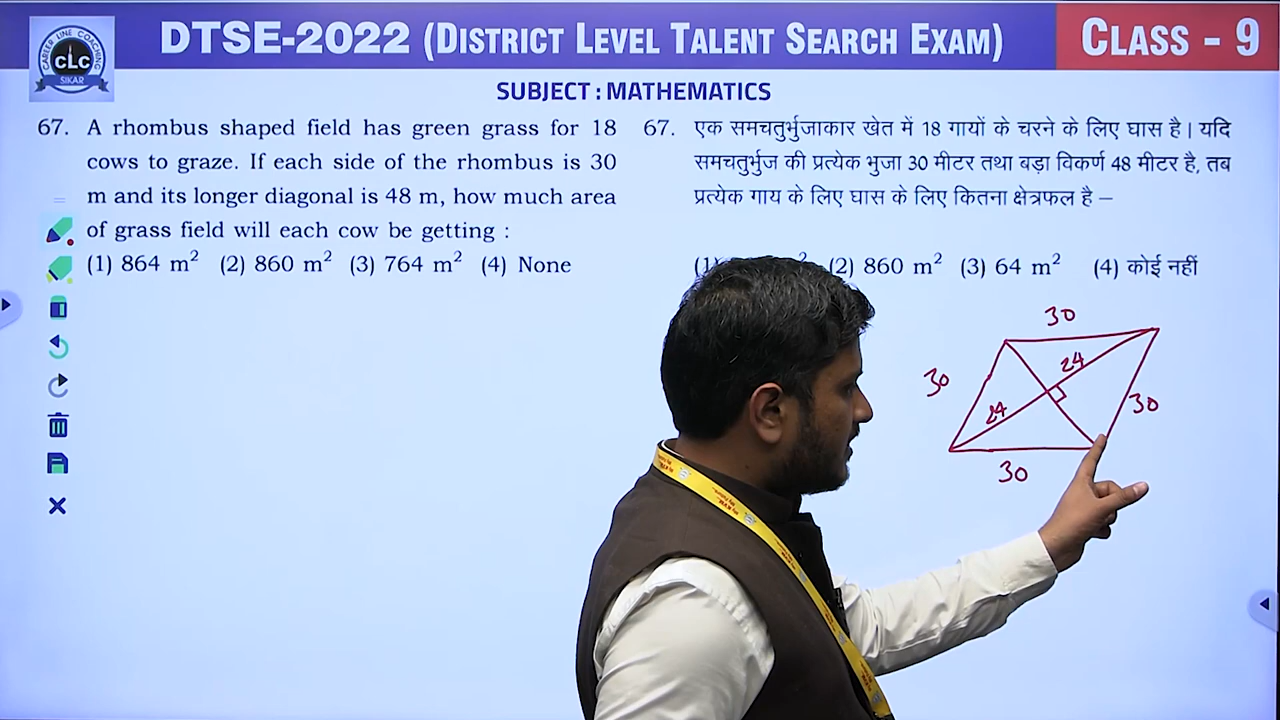 CAREER LINE COACHING
CLC
SIKAR
DTSE-2022 (DISTRICT LEVEL TALENT SEARCH EXAM)
CLASS - 9
SUBJECT : MATHEMATICS
67. A rhombus shaped field has green grass for 18
cows to graze. If each side of the rhombus is 30
m and its longer diagonal is 48 m, how much area
of grass field will each cow be getting :
(1) 864 m² (2) 860 m² (3) 764 m² (4) None
67. एक समचतुर्भुजाकार खेत में 18 गायों के चरने के लिए घास है। यदि
समचतुर्भुज की प्रत्येक भुजा 30 मीटर तथा बड़ा विकर्ण 48 मीटर है, तब
प्रत्येक गाय के लिए घास के लिए कितना क्षेत्रफल है –
(1) (2) 860 m² (3) 64 m² (4) कोई नहीं
30
24
30
30
24
30